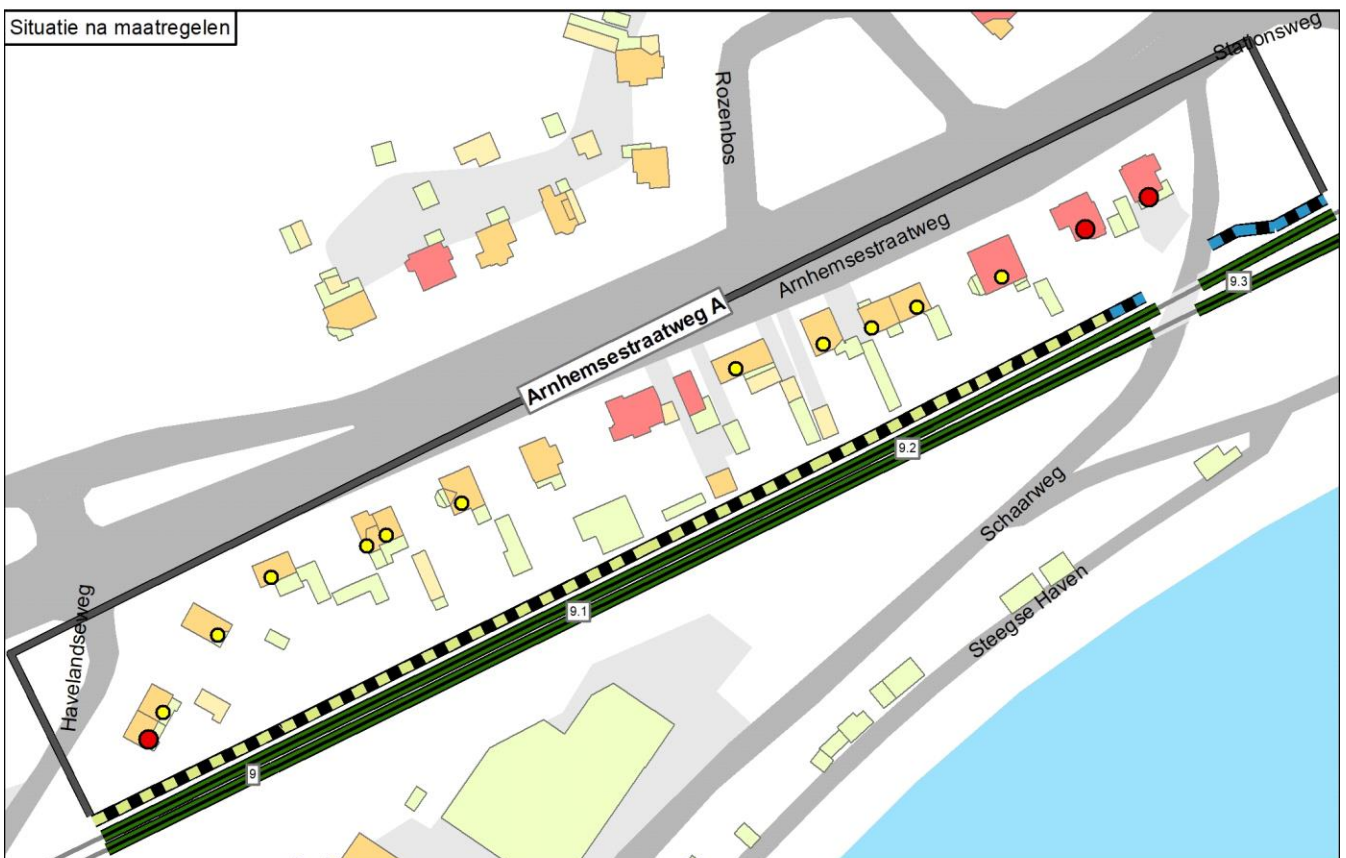 Situatie na maatregelen
Stationsweg
Rozenbos
Arnhemsestraatweg
9.3
Arnhemsestraatweg A
9.2
Schaarweg
9.1
Steegse Haven
Havelandseweg
9